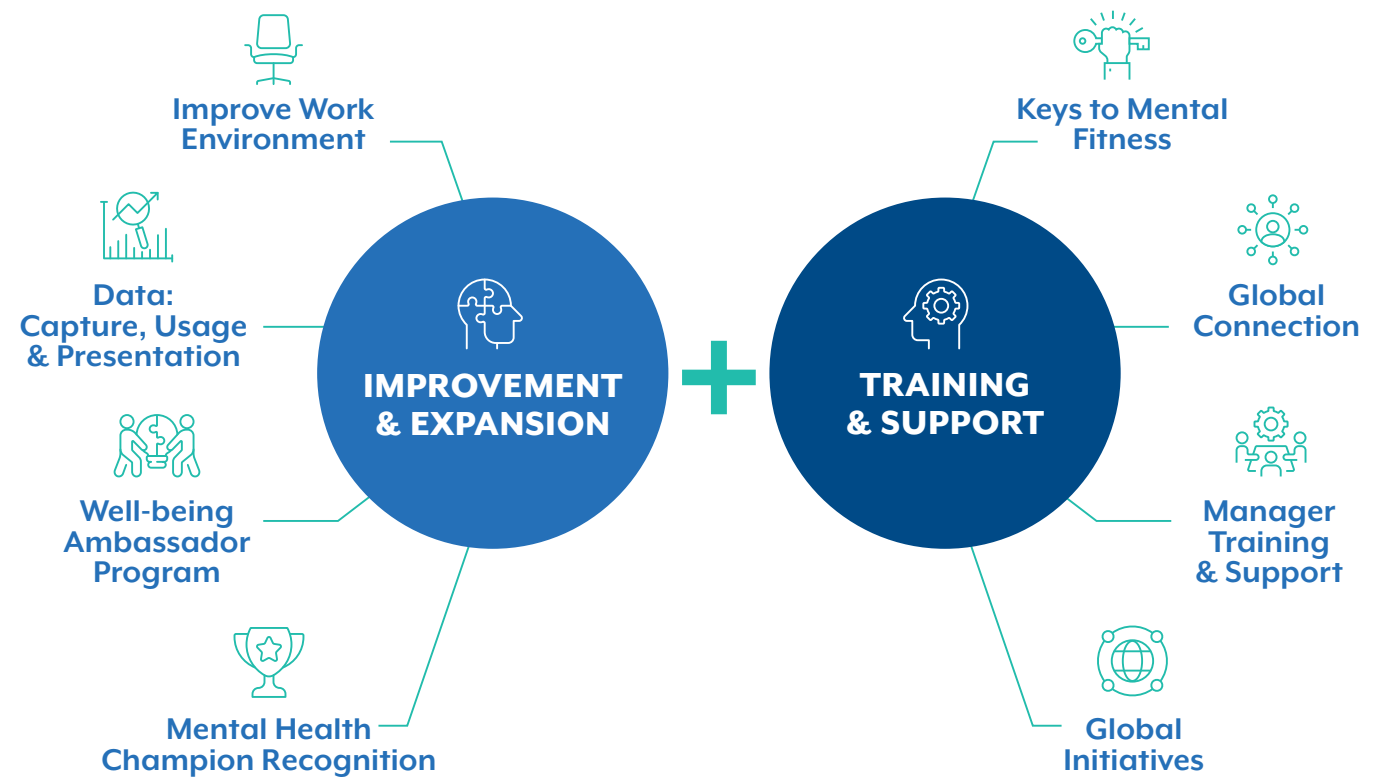 Improve Work
Environment
Data:
Capture, Usage
& Presentation
Well-being
Ambassador
Program
Mental Health
Champion Recognition
IMPROVEMENT
& EXPANSION
TRAINING
& SUPPORT
Keys to Mental
Fitness
Global
Connection
Manager
Training
& Support
Global
Initiatives